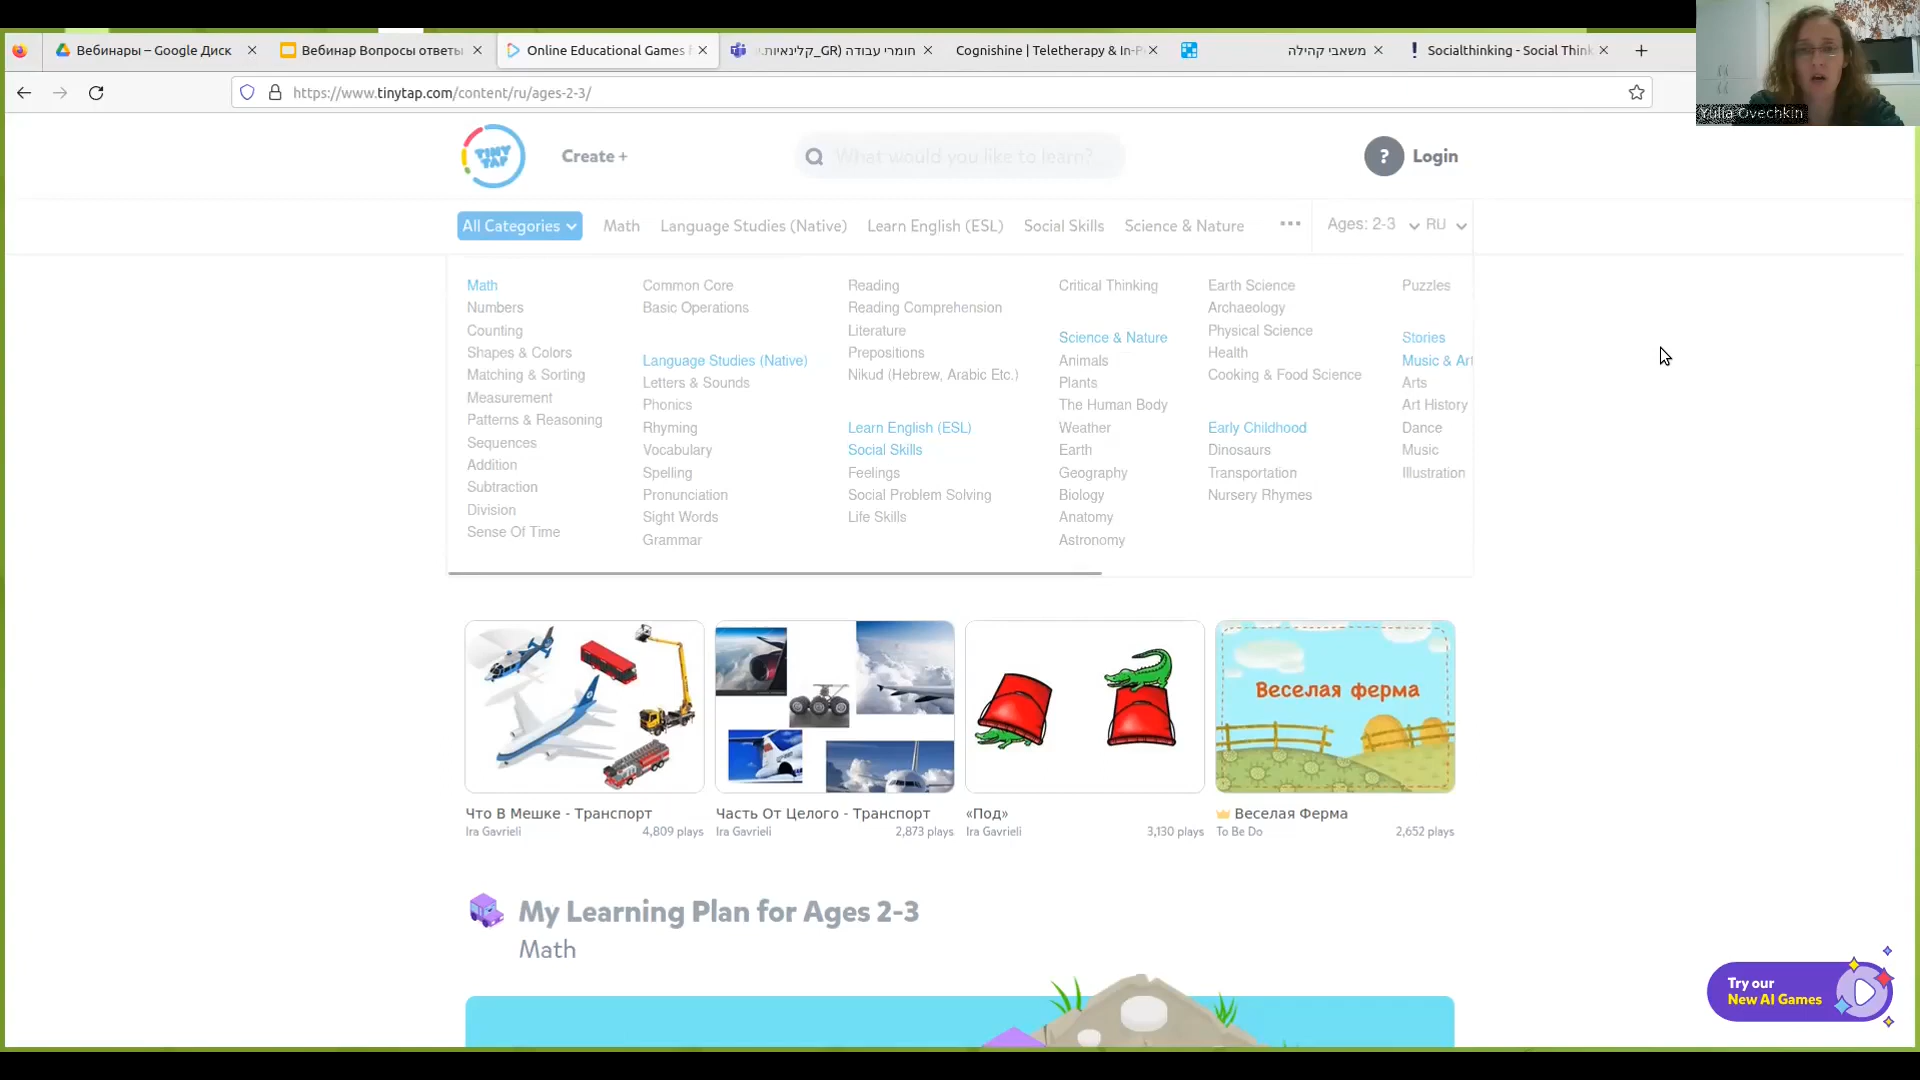 Вебинары – Google Диск
Вебинар Вопросы ответы
Online Educational Games f
חומרי עבודה (GR_קלינאיות.י
Cognishine | Teletherapy & In-P
משאבי קהילה
Socialthinking - Social Think
https://www.tinytap.com/content/ru/ages-2-3/
Yulia Ovechkin
TINY TAP
Create +
What would you like to learn?
?
Login
All Categories
Math
Language Studies (Native)
Learn English (ESL)
Social Skills
Science & Nature
Ages: 2-3
RU
Math
Numbers
Counting
Shapes & Colors
Matching & Sorting
Measurement
Patterns & Reasoning
Sequences
Addition
Subtraction
Division
Sense Of Time
Common Core
Basic Operations
Language Studies (Native)
Letters & Sounds
Phonics
Rhyming
Vocabulary
Spelling
Pronunciation
Sight Words
Grammar
Reading
Reading Comprehension
Literature
Prepositions
Nikud (Hebrew, Arabic Etc.)
Learn English (ESL)
Social Skills
Feelings
Social Problem Solving
Life Skills
Critical Thinking
Science & Nature
Animals
Plants
The Human Body
Weather
Earth
Geography
Biology
Anatomy
Astronomy
Earth Science
Archaeology
Physical Science
Health
Cooking & Food Science
Early Childhood
Dinosaurs
Transportation
Nursery Rhymes
Puzzles
Stories
Music & Art
Arts
Art History
Dance
Music
Illustration
Веселая ферма
Что В Мешке - Транспорт
Ira Gavrieli 4,809 plays
Часть От Целого - Транспорт
Ira Gavrieli 2,873 plays
«Под»
Ira Gavrieli 3,130 plays
Веселая Ферма
To Be Do 2,652 plays
My Learning Plan for Ages 2-3
Math
Try our
New AI Games